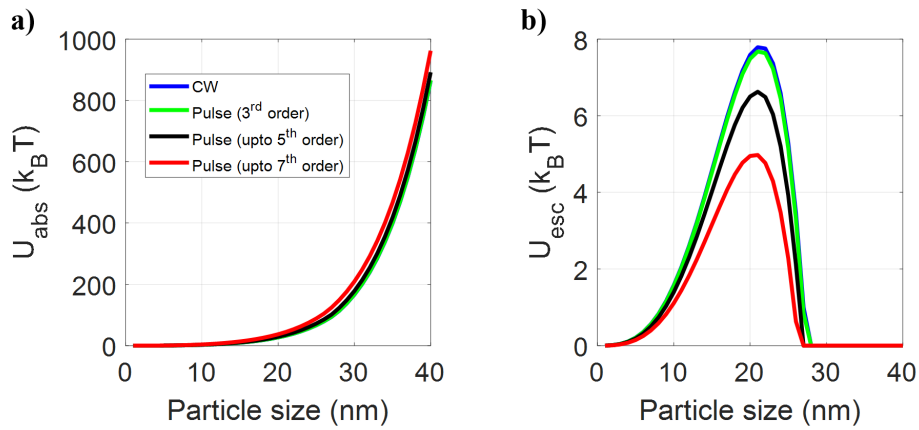 a)
U_abs (k_BT)
1000
800
600
400
200
0
CW
Pulse (3rd order)
Pulse (upto 5th order)
Pulse (upto 7th order)
0 10 20 30 40
Particle size (nm)
b)
U_esc (k_BT)
8
6
4
2
0
0 10 20 30 40
Particle size (nm)